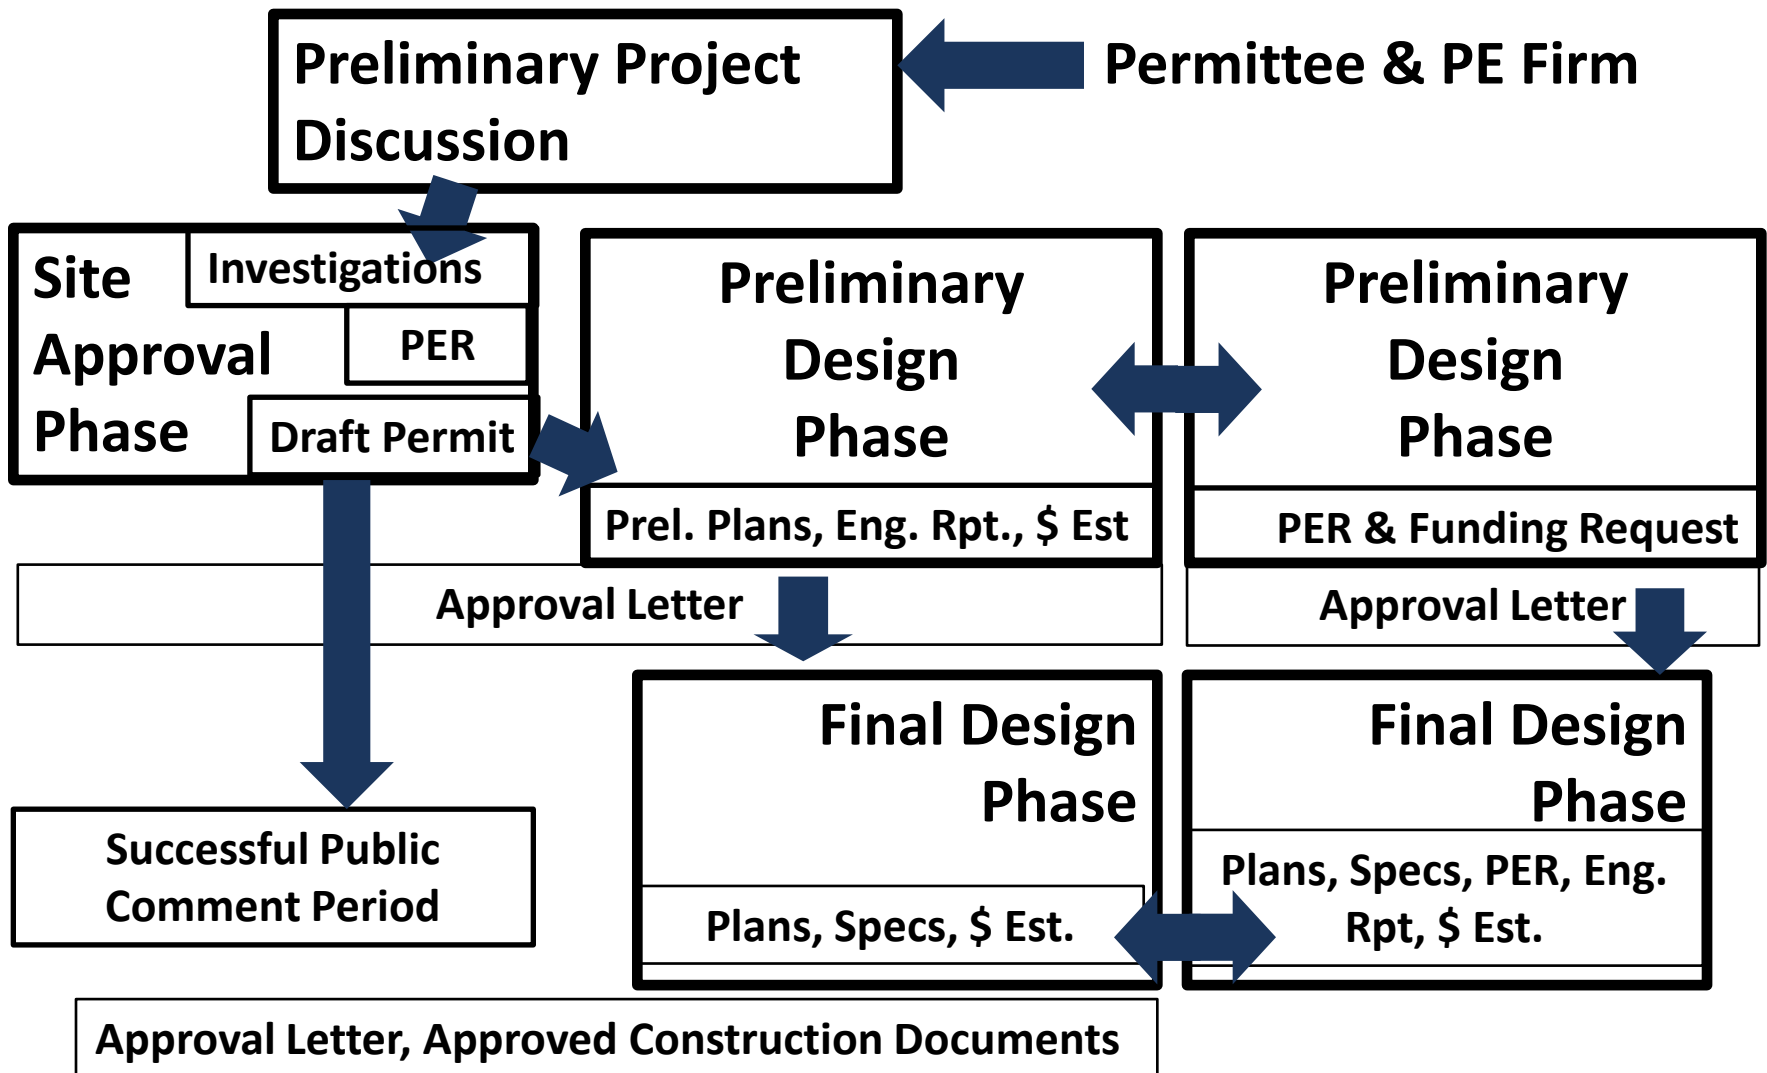 Preliminary Project
Discussion
Permittee & PE Firm
Site
Approval
Phase
Investigations
PER
Draft Permit
Preliminary
Design
Phase
Prel. Plans, Eng. Rpt., $ Est
Preliminary
Design
Phase
PER & Funding Request
Approval Letter
Approval Letter
Successful Public
Comment Period
Final Design
Phase
Plans, Specs, $ Est.
Final Design
Phase
Plans, Specs, PER, Eng.
Rpt, $ Est.
Approval Letter, Approved Construction Documents